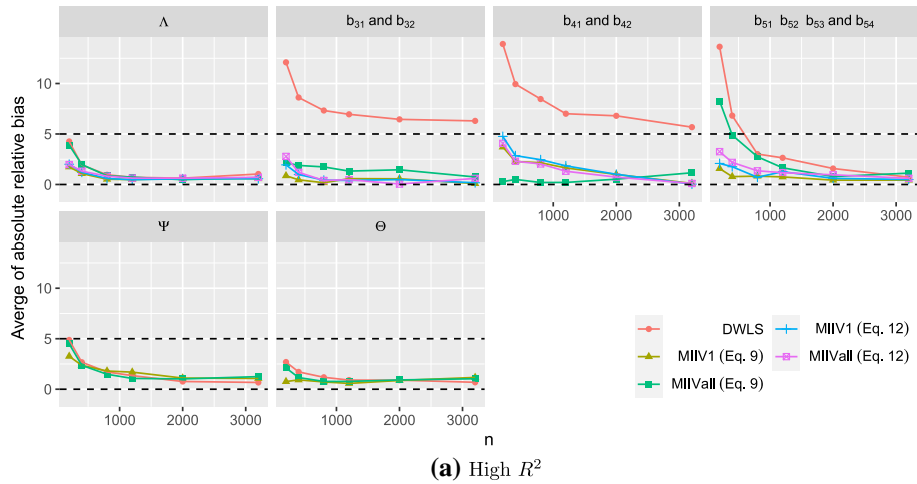 Λ
b31 and b32
b41 and b42
b51 b52 b53 and b54
10
5
0
Ψ
Θ
1000 2000 3000
1000 2000 3000
10
5
0
1000 2000 3000
1000 2000 3000
Averge of absolute relative bias
n
DWLS
MIIV1 (Eq. 9)
MIIVall (Eq. 9)
MIIV1 (Eq. 12)
MIIVall (Eq. 12)
(a) High R²